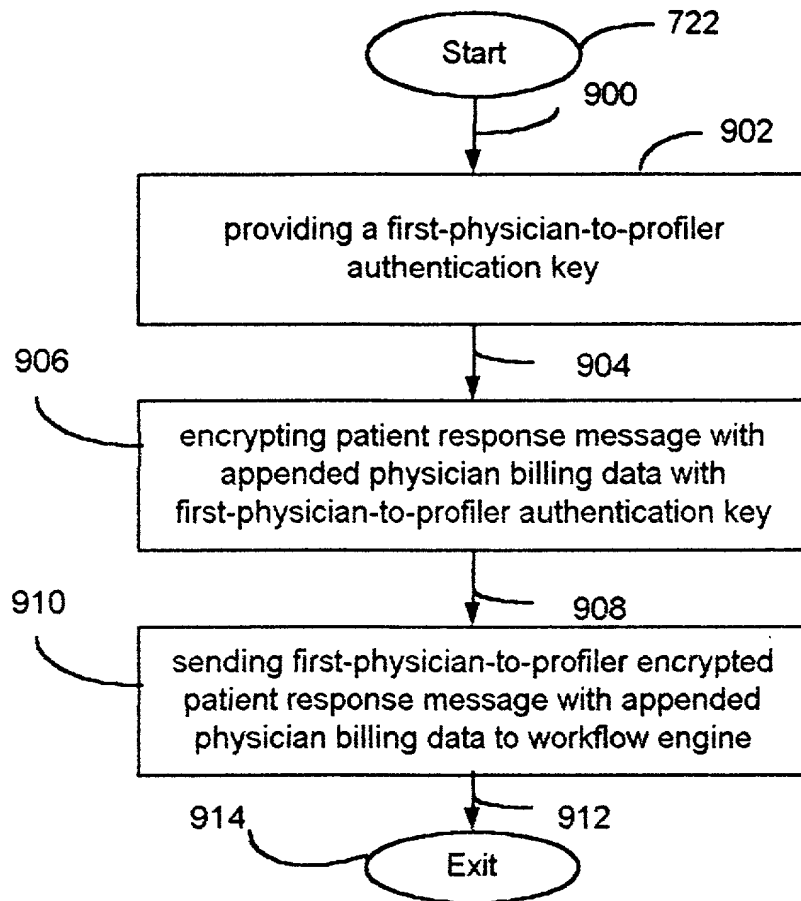 Start
722
900
902
providing a first-physician-to-profiler
authentication key
904
906
encrypting patient response message with
appended physician billing data with
first-physician-to-profiler authentication key
908
910
sending first-physician-to-profiler encrypted
patient response message with appended
physician billing data to workflow engine
912
914
Exit